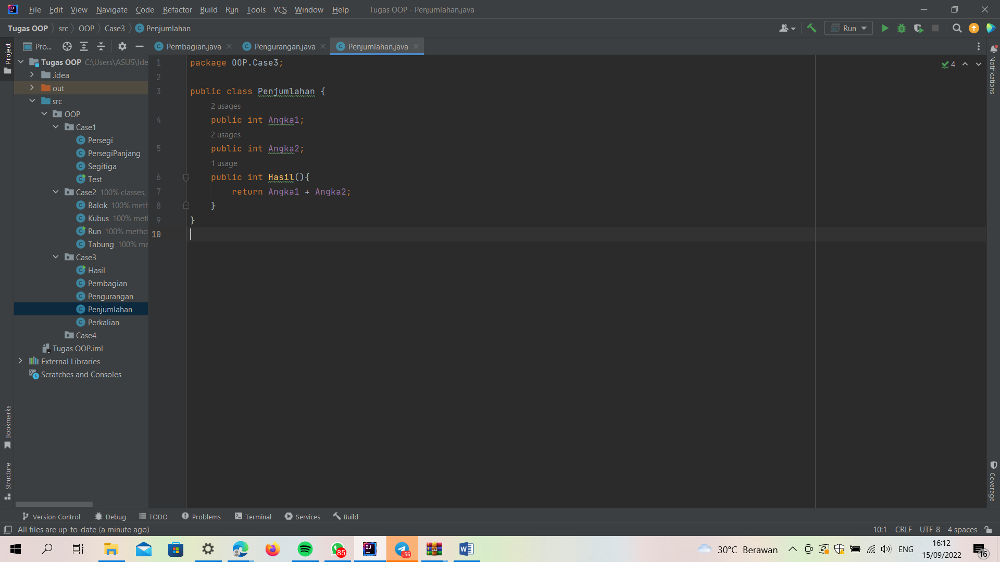 File Edit View Navigate Code Refactor Build Run Tools VCS Window Help Tugas OOP - Penjumlahan.java
Tugas OOP src OOP Case3 Penjumlahan Run
Project
Pro... Pembagian.java Pengurangan.java Penjumlahan.java
Tugas OOP C:\Users\ASUS\Ide
.idea
out
src
OOP
Case1
Persegi
PersegiPanjang
Segitiga
Test
Case2 100% classes,
Balok 100% meth
Kubus 100% met
Run 100% metho
Tabung 100% me
Case3
Hasil
Pembagian
Pengurangan
Penjumlahan
Perkalian
Case4
Tugas OOP.iml
External Libraries
Scratches and Consoles
1 package OOP.Case3;
2
3 public class Penjumlahan {
2 usages
4 public int Angka1;
2 usages
5 public int Angka2;
1 usage
6 public int Hasil(){
7 return Angka1 + Angka2;
8 }
9 }
10
4
Notifications
Coverage
Bookmarks
Structure
Version Control Debug TODO Problems Terminal Services Build
All files are up-to-date (a minute ago) 10:1 CRLF UTF-8 4 spaces
85 ..56 30°C Berawan ENG 16:12
15/09/2022 16